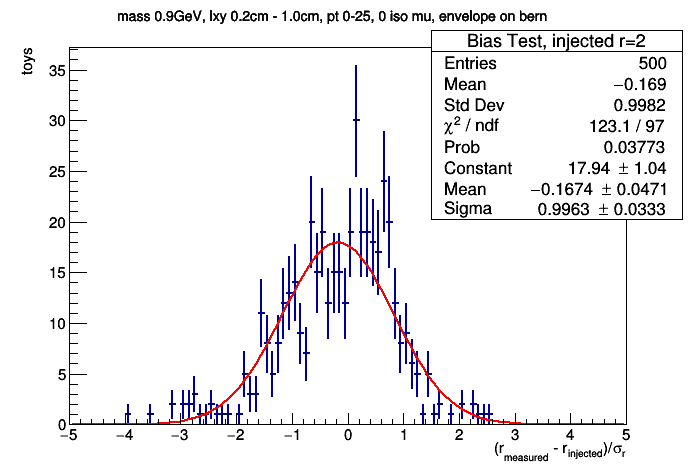 mass 0.9GeV, lxy 0.2cm - 1.0cm, pt 0-25, 0 iso mu, envelope on bern
toys
Bias Test, injected r=2
Entries 500
Mean −0.169
Std Dev 0.9982
χ² / ndf 123.1 / 97
Prob 0.03773
Constant 17.94 ± 1.04
Mean −0.1674 ± 0.0471
Sigma 0.9963 ± 0.0333
35
30
25
20
15
10
5
0
−5 −4 −3 −2 −1 0 1 2 3 4 5
(r_measured - r_injected)/σ_r